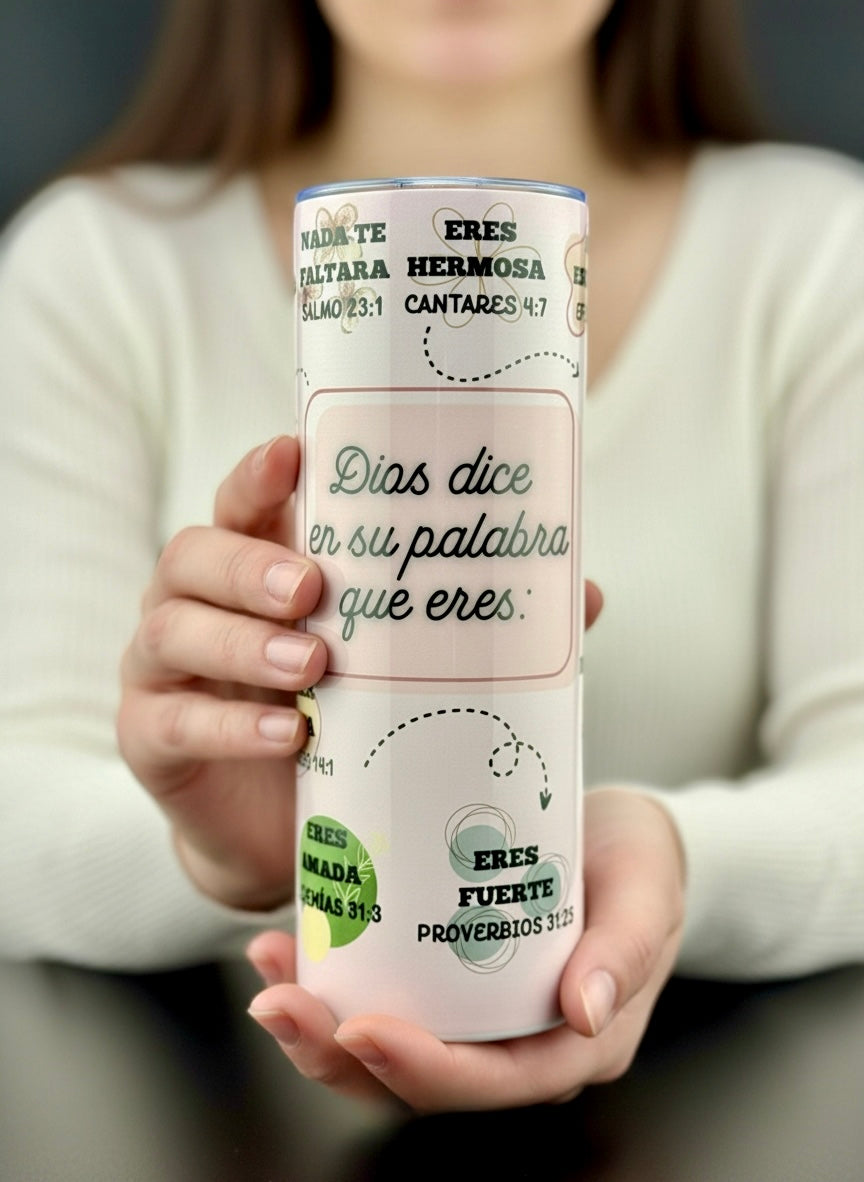 NADA TE
FALTARA
SALMO 23:1
ERES
HERMOSA
CANTARES 4:7
Dios dice
en su palabra
que eres:
14:1
ERES
AMADA
31:3
ERES
FUERTE
PROVERBIOS 31:25